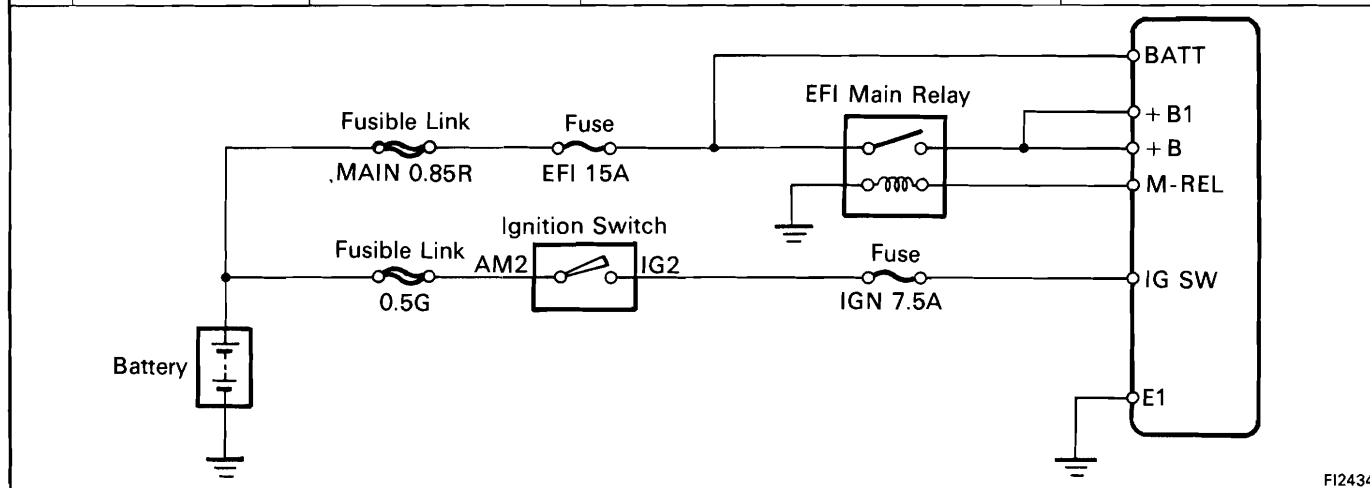 BATT
EFI Main Relay
+B1
Fusible Link
Fuse
+B
MAIN 0.85R
EFI 15A
M-REL
Ignition Switch
Fusible Link
AM2
IG2
Fuse
IG SW
0.5G
IGN 7.5A
Battery
E1
FI2434